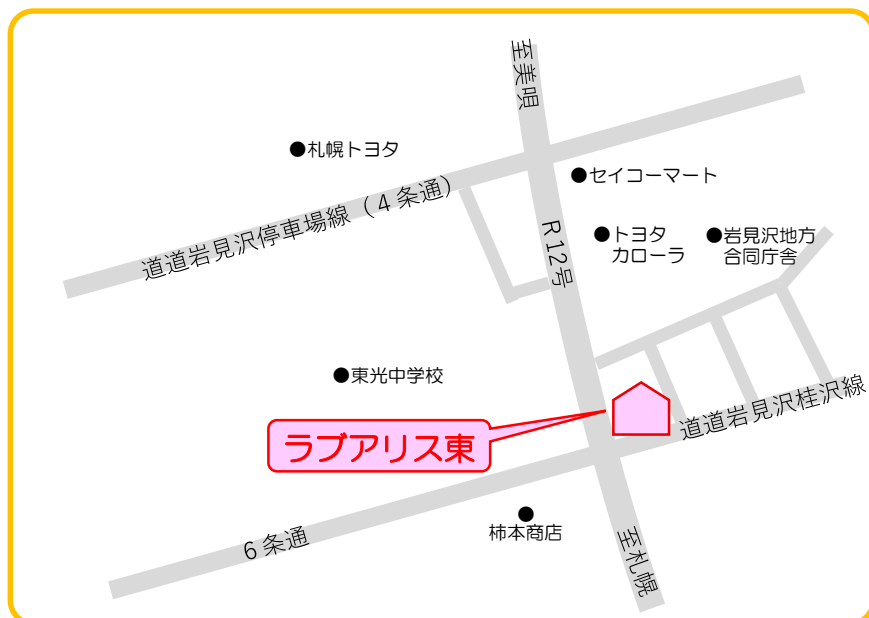 至美唄
●札幌トヨタ
●セイコーマート
道道岩見沢停車場線（４条通）
R12号
●トヨタ
カローラ
●岩見沢地方
合同庁舎
●東光中学校
道道岩見沢桂沢線
ラブアリス東
●
柿本商店
6条通
至札幌